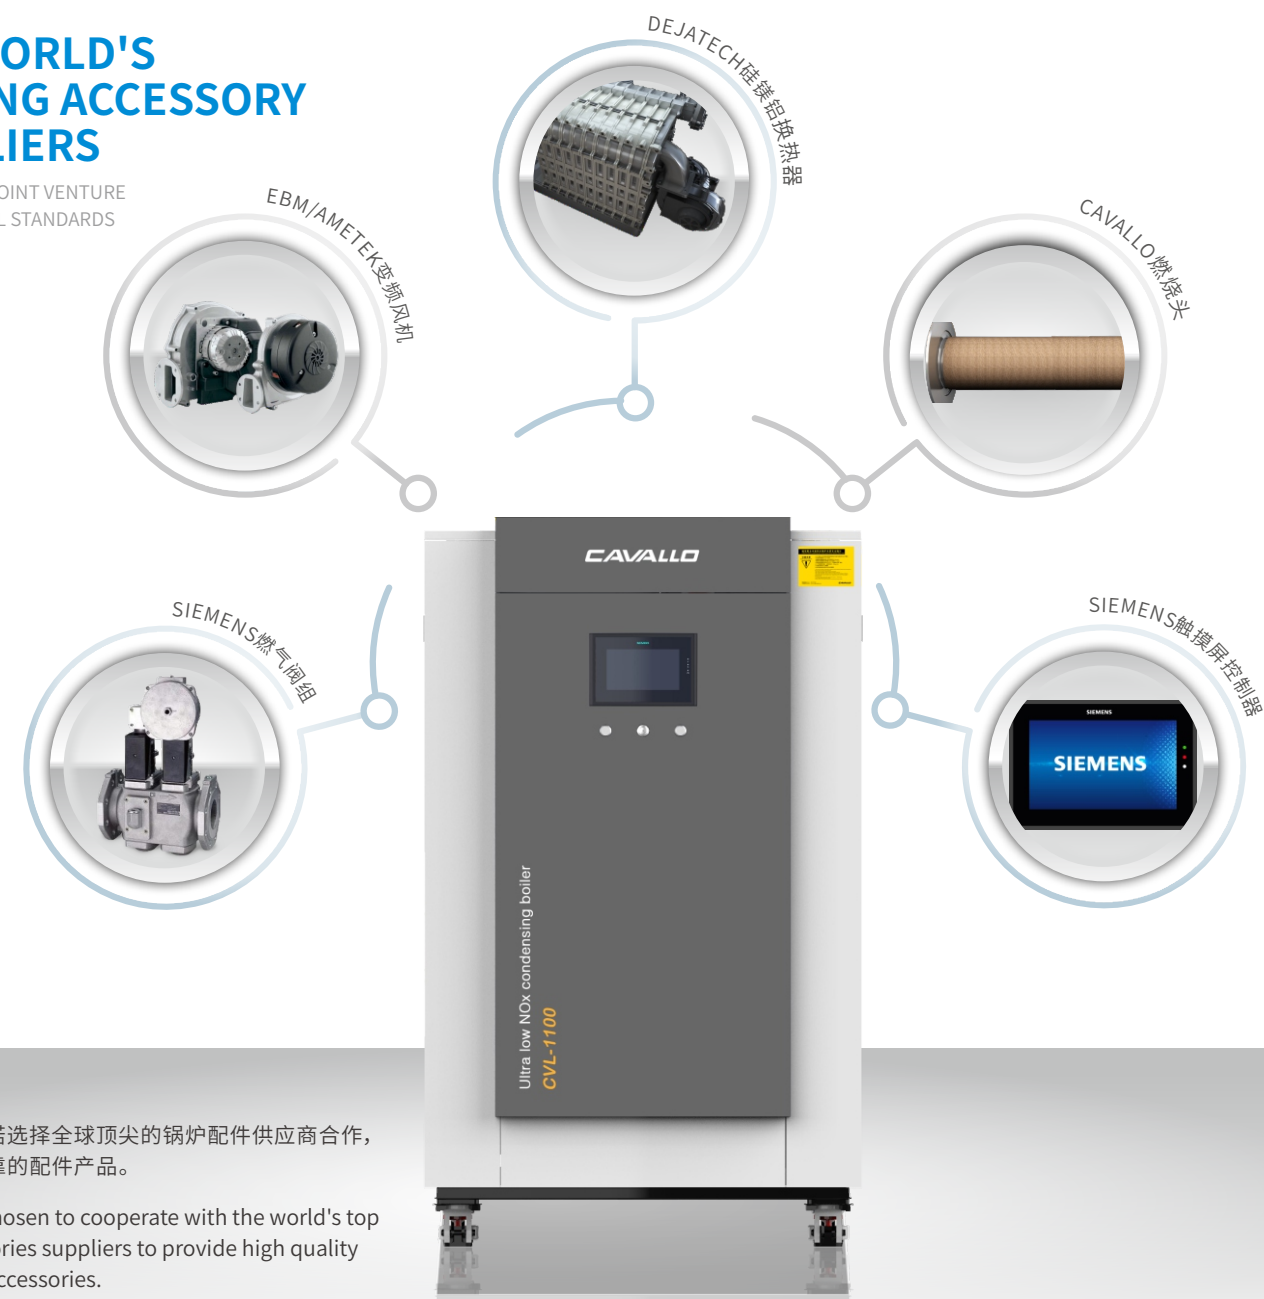 ORLD'S
NG ACCESSORY
LIERS
OINT VENTURE
L STANDARDS
DEJATECH硅镁铝换热器
EBM/AMETEK变频风机
CAVALLO燃烧头
SIEMENS燃气阀组
SIEMENS触摸屏控制器
SIEMENS
SIEMENS
CAVALLO
Ultra low NOx condensing boiler
CVL-1100
选择全球顶尖的锅炉配件供应商合作，
的配件产品。
osen to cooperate with the world's top
ries suppliers to provide high quality
ccessories.